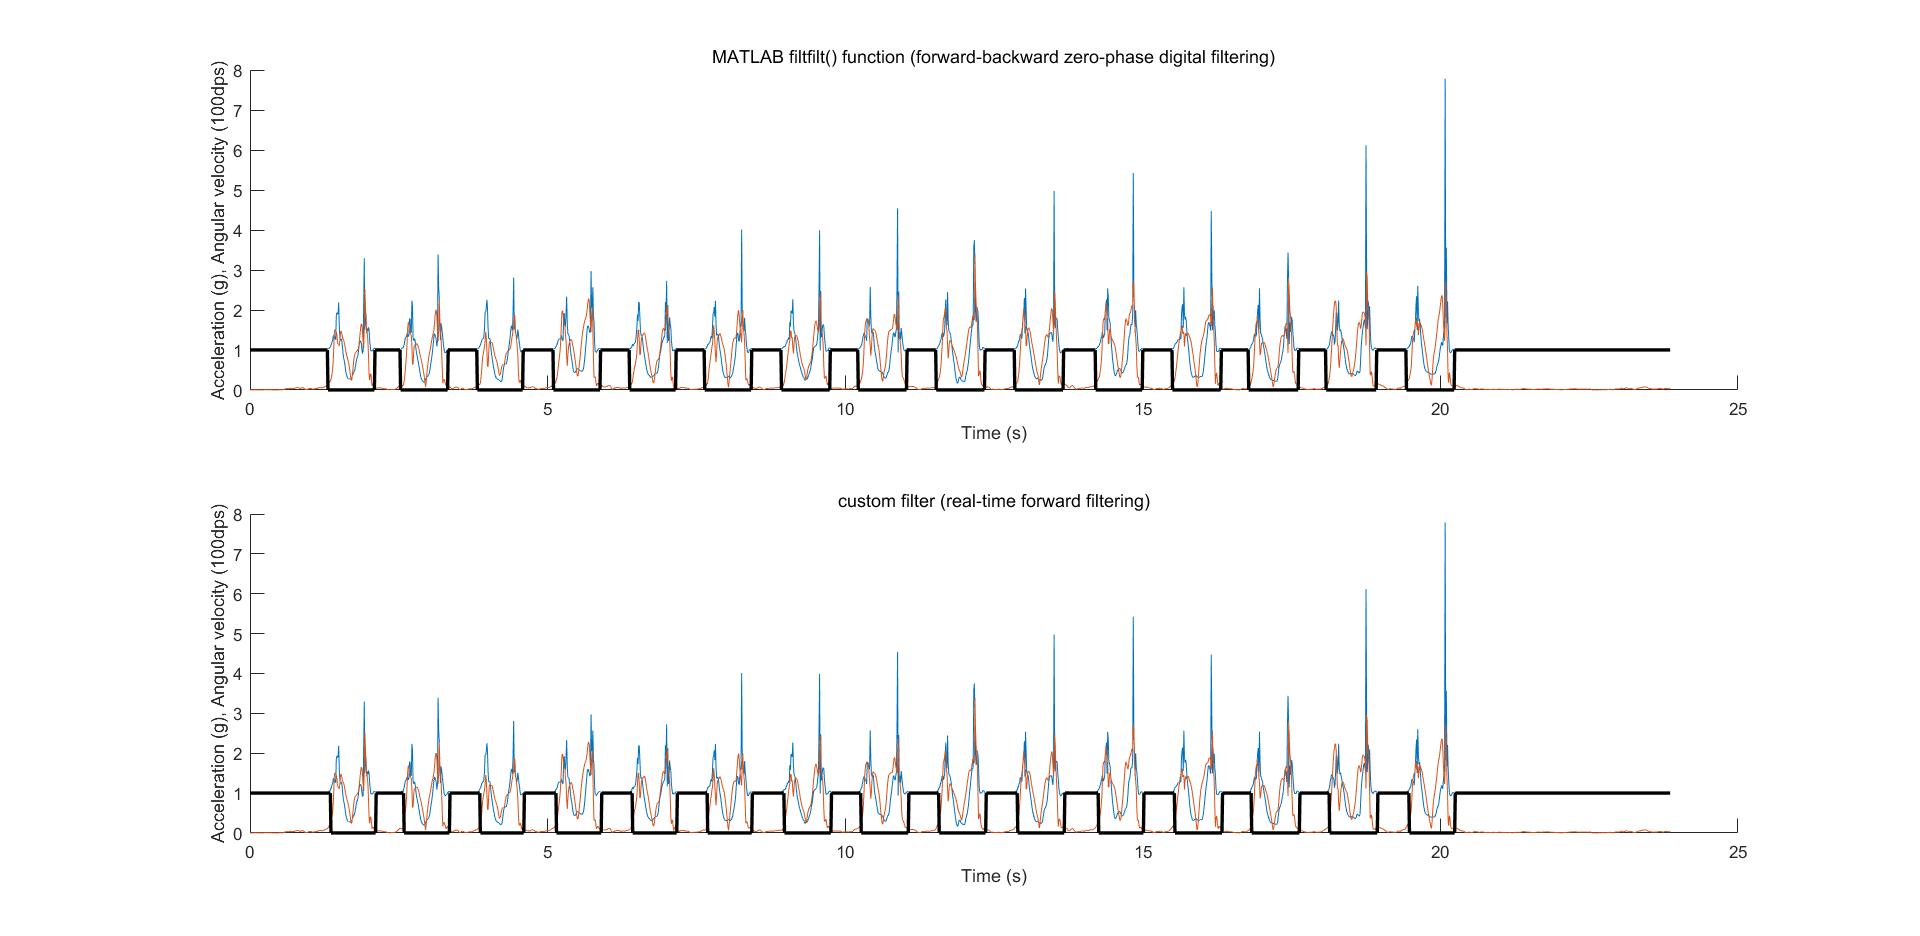 MATLAB filtfilt() function (forward-backward zero-phase digital filtering)
Acceleration (g), Angular velocity (100dps)
8
7
6
5
4
3
2
1
0
0 5 10 15 20 25
Time (s)
custom filter (real-time forward filtering)
Acceleration (g), Angular velocity (100dps)
8
7
6
5
4
3
2
1
0
0 5 10 15 20 25
Time (s)